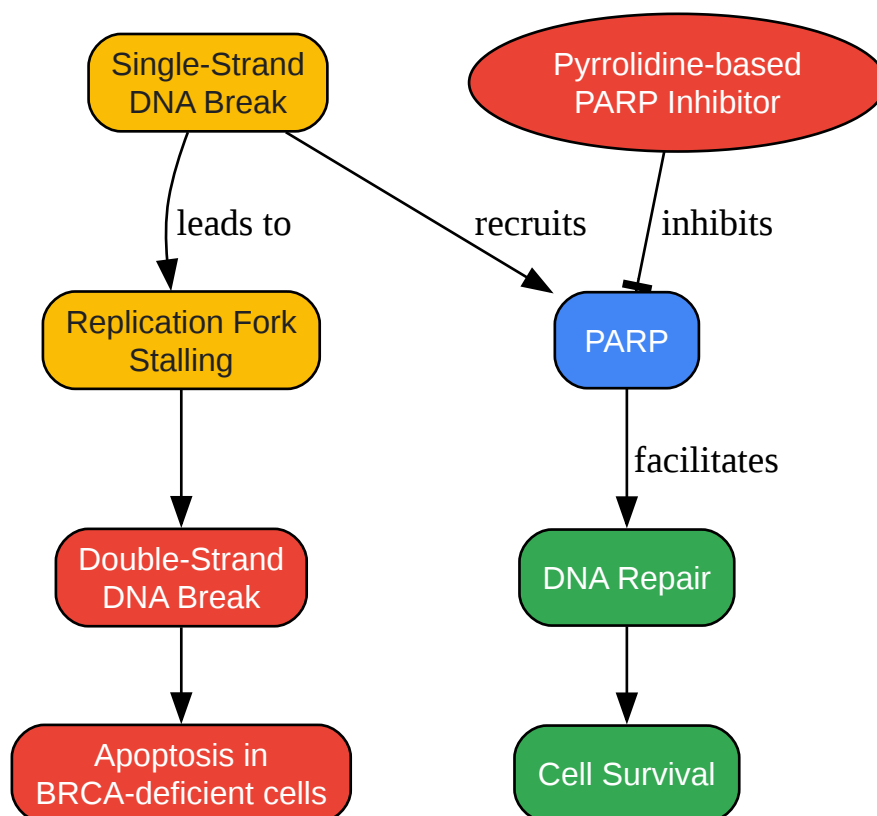 Single-Strand
DNA Break
Pyrrolidine-based
PARP Inhibitor
leads to
recruits
inhibits
Replication Fork
Stalling
PARP
facilitates
Double-Strand
DNA Break
DNA Repair
Apoptosis in
BRCA-deficient cells
Cell Survival